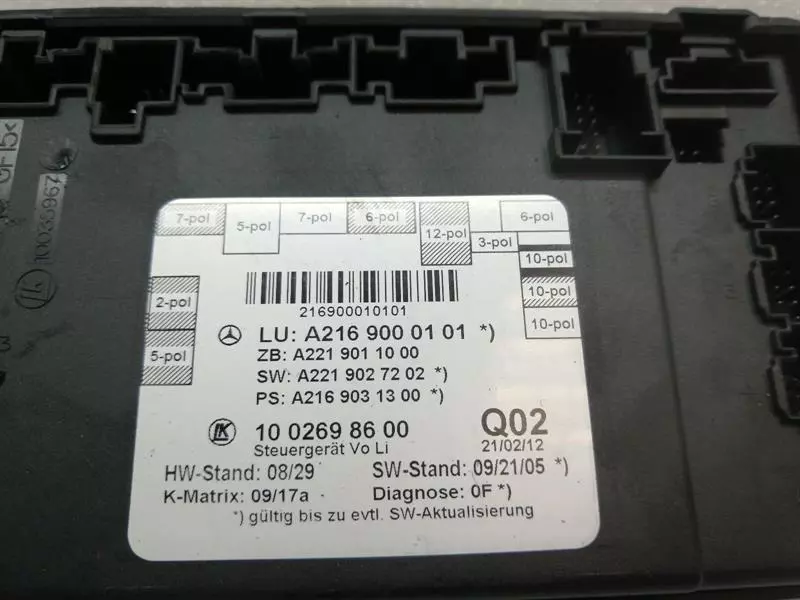 7-pol
5-pol
7-pol
6-pol
12-pol
3-pol
6-pol
10-pol
10-pol
10-pol
2-pol
5-pol
216900010101
LU: A216 900 01 01 *)
ZB: A221 901 10 00
SW: A221 902 72 02 *)
PS: A216 903 13 00 *)
10 0269 86 00
Steuergerät Vo Li
Q02
21/02/12
HW-Stand: 08/29
SW-Stand: 09/21/05 *)
K-Matrix: 09/17a
Diagnose: 0F *)
*) gültig bis zu evtl. SW-Aktualisierung